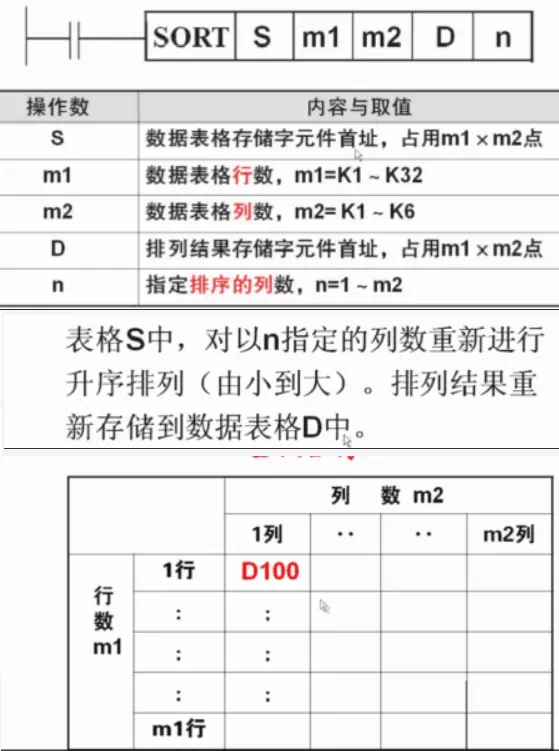 SORT S m1 m2 D n
操作数 内容与取值
S 数据表格存储字元件首址，占用m1×m2点
m1 数据表格行数，m1=K1 ~ K32
m2 数据表格列数，m2= K1 ~ K6
D 排列结果存储字元件首址，占用m1×m2点
n 指定排序的列数，n=1 ~ m2
表格S中，对以n指定的列数重新进行
升序排列（由小到大）。排列结果重
新存储到数据表格D中。
列 数 m2
1列 ·· ·· m2列
行数m1
1行 D100
: :
: :
: :
m1行